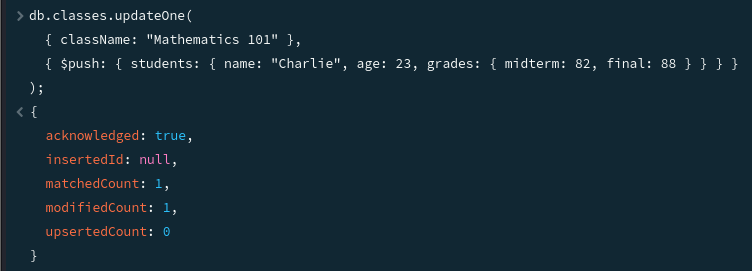 > db.classes.updateOne(
{ className: "Mathematics 101" },
{ $push: { students: { name: "Charlie", age: 23, grades: { midterm: 82, final: 88 } } } }
);
< {
acknowledged: true,
insertedId: null,
matchedCount: 1,
modifiedCount: 1,
upsertedCount: 0
}